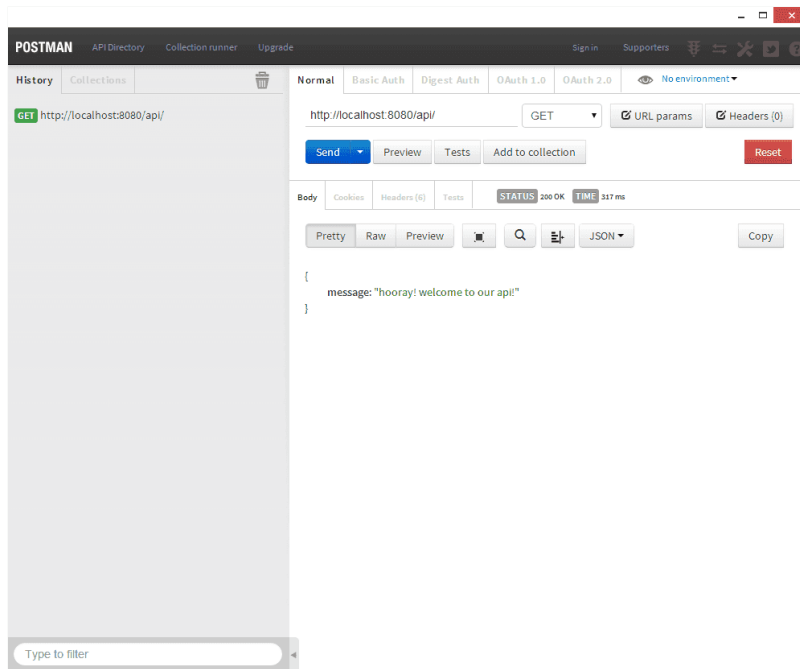 POSTMAN API Directory Collection runner Upgrade Sign in Supporters
History Collections
GET http://localhost:8080/api/
Normal Basic Auth Digest Auth OAuth 1.0 OAuth 2.0 No environment
http://localhost:8080/api/ GET URL params Headers (0)
Send Preview Tests Add to collection Reset
Body Cookies Headers (6) Tests STATUS 200 OK TIME 317 ms
Pretty Raw Preview JSON Copy
{
message: "hooray! welcome to our api!"
}
Type to filter